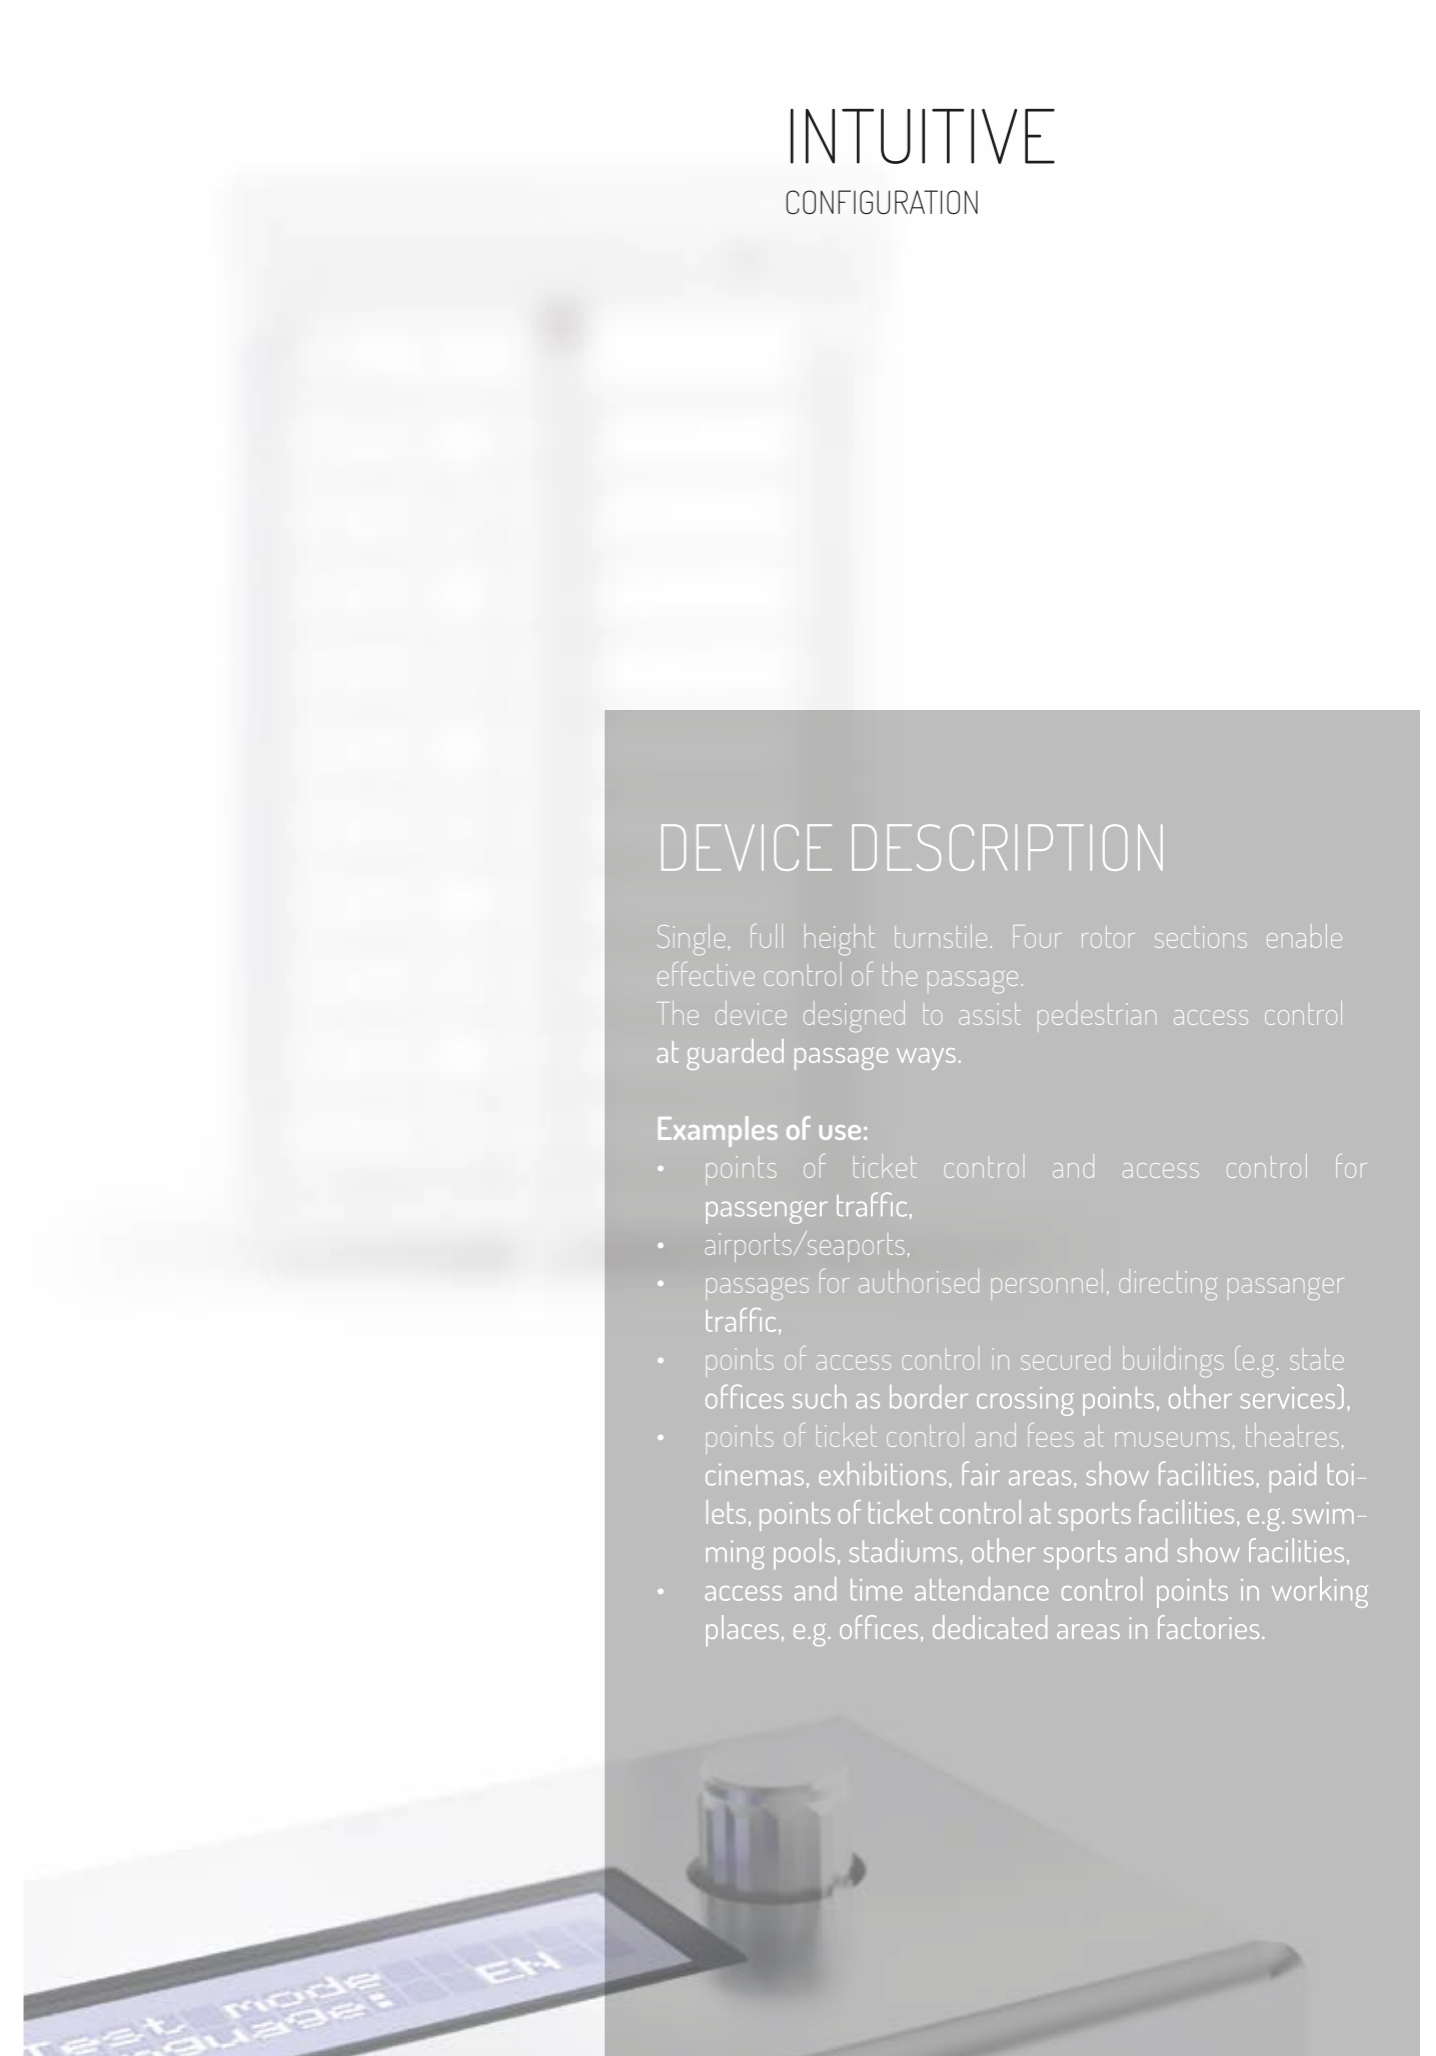 INTUITIVE
CONFIGURATION
DEVICE DESCRIPTION
Single, full height turnstile. Four rotor sections enable
effective control of the passage.
The device designed to assist pedestrian access control
at guarded passage ways.
Examples of use:
• points of ticket control and access control for
passenger traffic,
• airports/seaports,
• passages for authorised personnel, directing passanger
traffic,
• points of access control in secured buildings (e.g. state
offices such as border crossing points, other services),
• points of ticket control and fees at museums, theatres,
cinemas, exhibitions, fair areas, show facilities, paid toi-
lets, points of ticket control at sports facilities, e.g. swim-
ming pools, stadiums, other sports and show facilities,
• access and time attendance control points in working
places, e.g. offices, dedicated areas in factories.
Test mode
EN